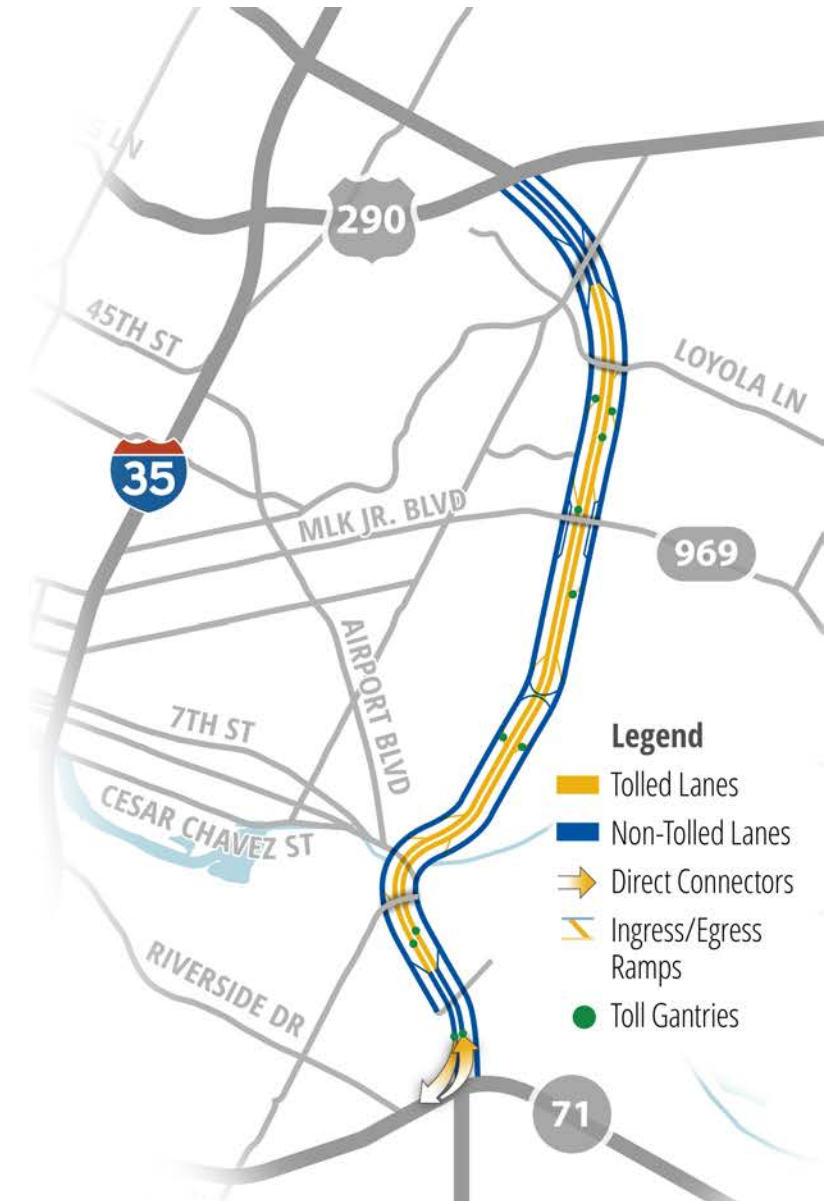 LN
290
45TH ST
LOYOLA LN
35
MLK JR. BLVD
969
AIRPORT BLVD
7TH ST
CESAR CHAVEZ ST
RIVERSIDE DR
71
Legend
Tolled Lanes
Non-Tolled Lanes
Direct Connectors
Ingress/Egress
Ramps
Toll Gantries